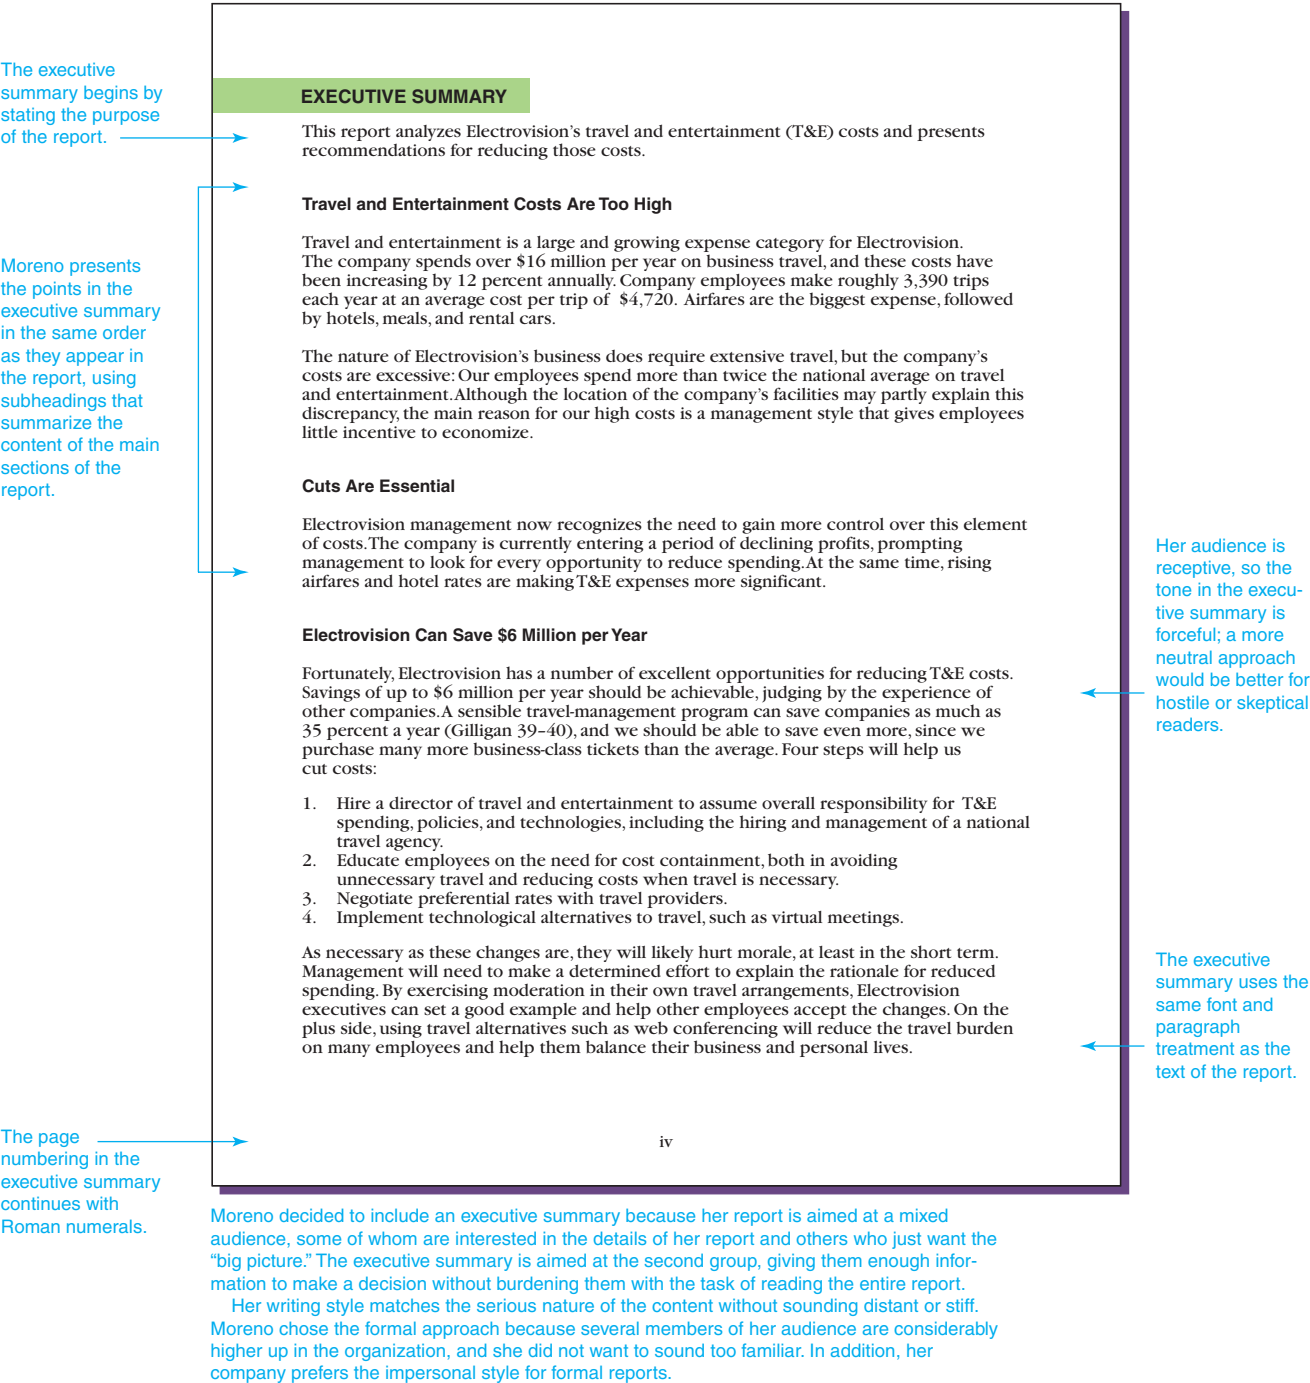 The executive
summary begins by
stating the purpose
of the report.
EXECUTIVE SUMMARY
This report analyzes Electrovision’s travel and entertainment (T&E) costs and presents
recommendations for reducing those costs.
Moreno presents
the points in the
executive summary
in the same order
as they appear in
the report, using
subheadings that
summarize the
content of the main
sections of the
report.
Travel and Entertainment Costs Are Too High
Travel and entertainment is a large and growing expense category for Electrovision.
The company spends over $16 million per year on business travel, and these costs have
been increasing by 12 percent annually. Company employees make roughly 3,390 trips
each year at an average cost per trip of $4,720. Airfares are the biggest expense, followed
by hotels, meals, and rental cars.
The nature of Electrovision’s business does require extensive travel, but the company’s
costs are excessive: Our employees spend more than twice the national average on travel
and entertainment. Although the location of the company’s facilities may partly explain this
discrepancy, the main reason for our high costs is a management style that gives employees
little incentive to economize.
Cuts Are Essential
Electrovision management now recognizes the need to gain more control over this element
of costs. The company is currently entering a period of declining profits, prompting
management to look for every opportunity to reduce spending. At the same time, rising
airfares and hotel rates are making T&E expenses more significant.
Electrovision Can Save $6 Million per Year
Fortunately, Electrovision has a number of excellent opportunities for reducing T&E costs.
Savings of up to $6 million per year should be achievable, judging by the experience of
other companies. A sensible travel-management program can save companies as much as
35 percent a year (Gilligan 39–40), and we should be able to save even more, since we
purchase many more business-class tickets than the average. Four steps will help us
cut costs:
Her audience is
receptive, so the
tone in the execu-
tive summary is
forceful; a more
neutral approach
would be better for
hostile or skeptical
readers.
1. Hire a director of travel and entertainment to assume overall responsibility for T&E
spending, policies, and technologies, including the hiring and management of a national
travel agency.
2. Educate employees on the need for cost containment, both in avoiding
unnecessary travel and reducing costs when travel is necessary.
3. Negotiate preferential rates with travel providers.
4. Implement technological alternatives to travel, such as virtual meetings.
As necessary as these changes are, they will likely hurt morale, at least in the short term.
Management will need to make a determined effort to explain the rationale for reduced
spending. By exercising moderation in their own travel arrangements, Electrovision
executives can set a good example and help other employees accept the changes. On the
plus side, using travel alternatives such as web conferencing will reduce the travel burden
on many employees and help them balance their business and personal lives.
The executive
summary uses the
same font and
paragraph
treatment as the
text of the report.
The page
numbering in the
executive summary
continues with
Roman numerals.
iv
Moreno decided to include an executive summary because her report is aimed at a mixed
audience, some of whom are interested in the details of her report and others who just want the
“big picture.” The executive summary is aimed at the second group, giving them enough infor-
mation to make a decision without burdening them with the task of reading the entire report.
Her writing style matches the serious nature of the content without sounding distant or stiff.
Moreno chose the formal approach because several members of her audience are considerably
higher up in the organization, and she did not want to sound too familiar. In addition, her
company prefers the impersonal style for formal reports.